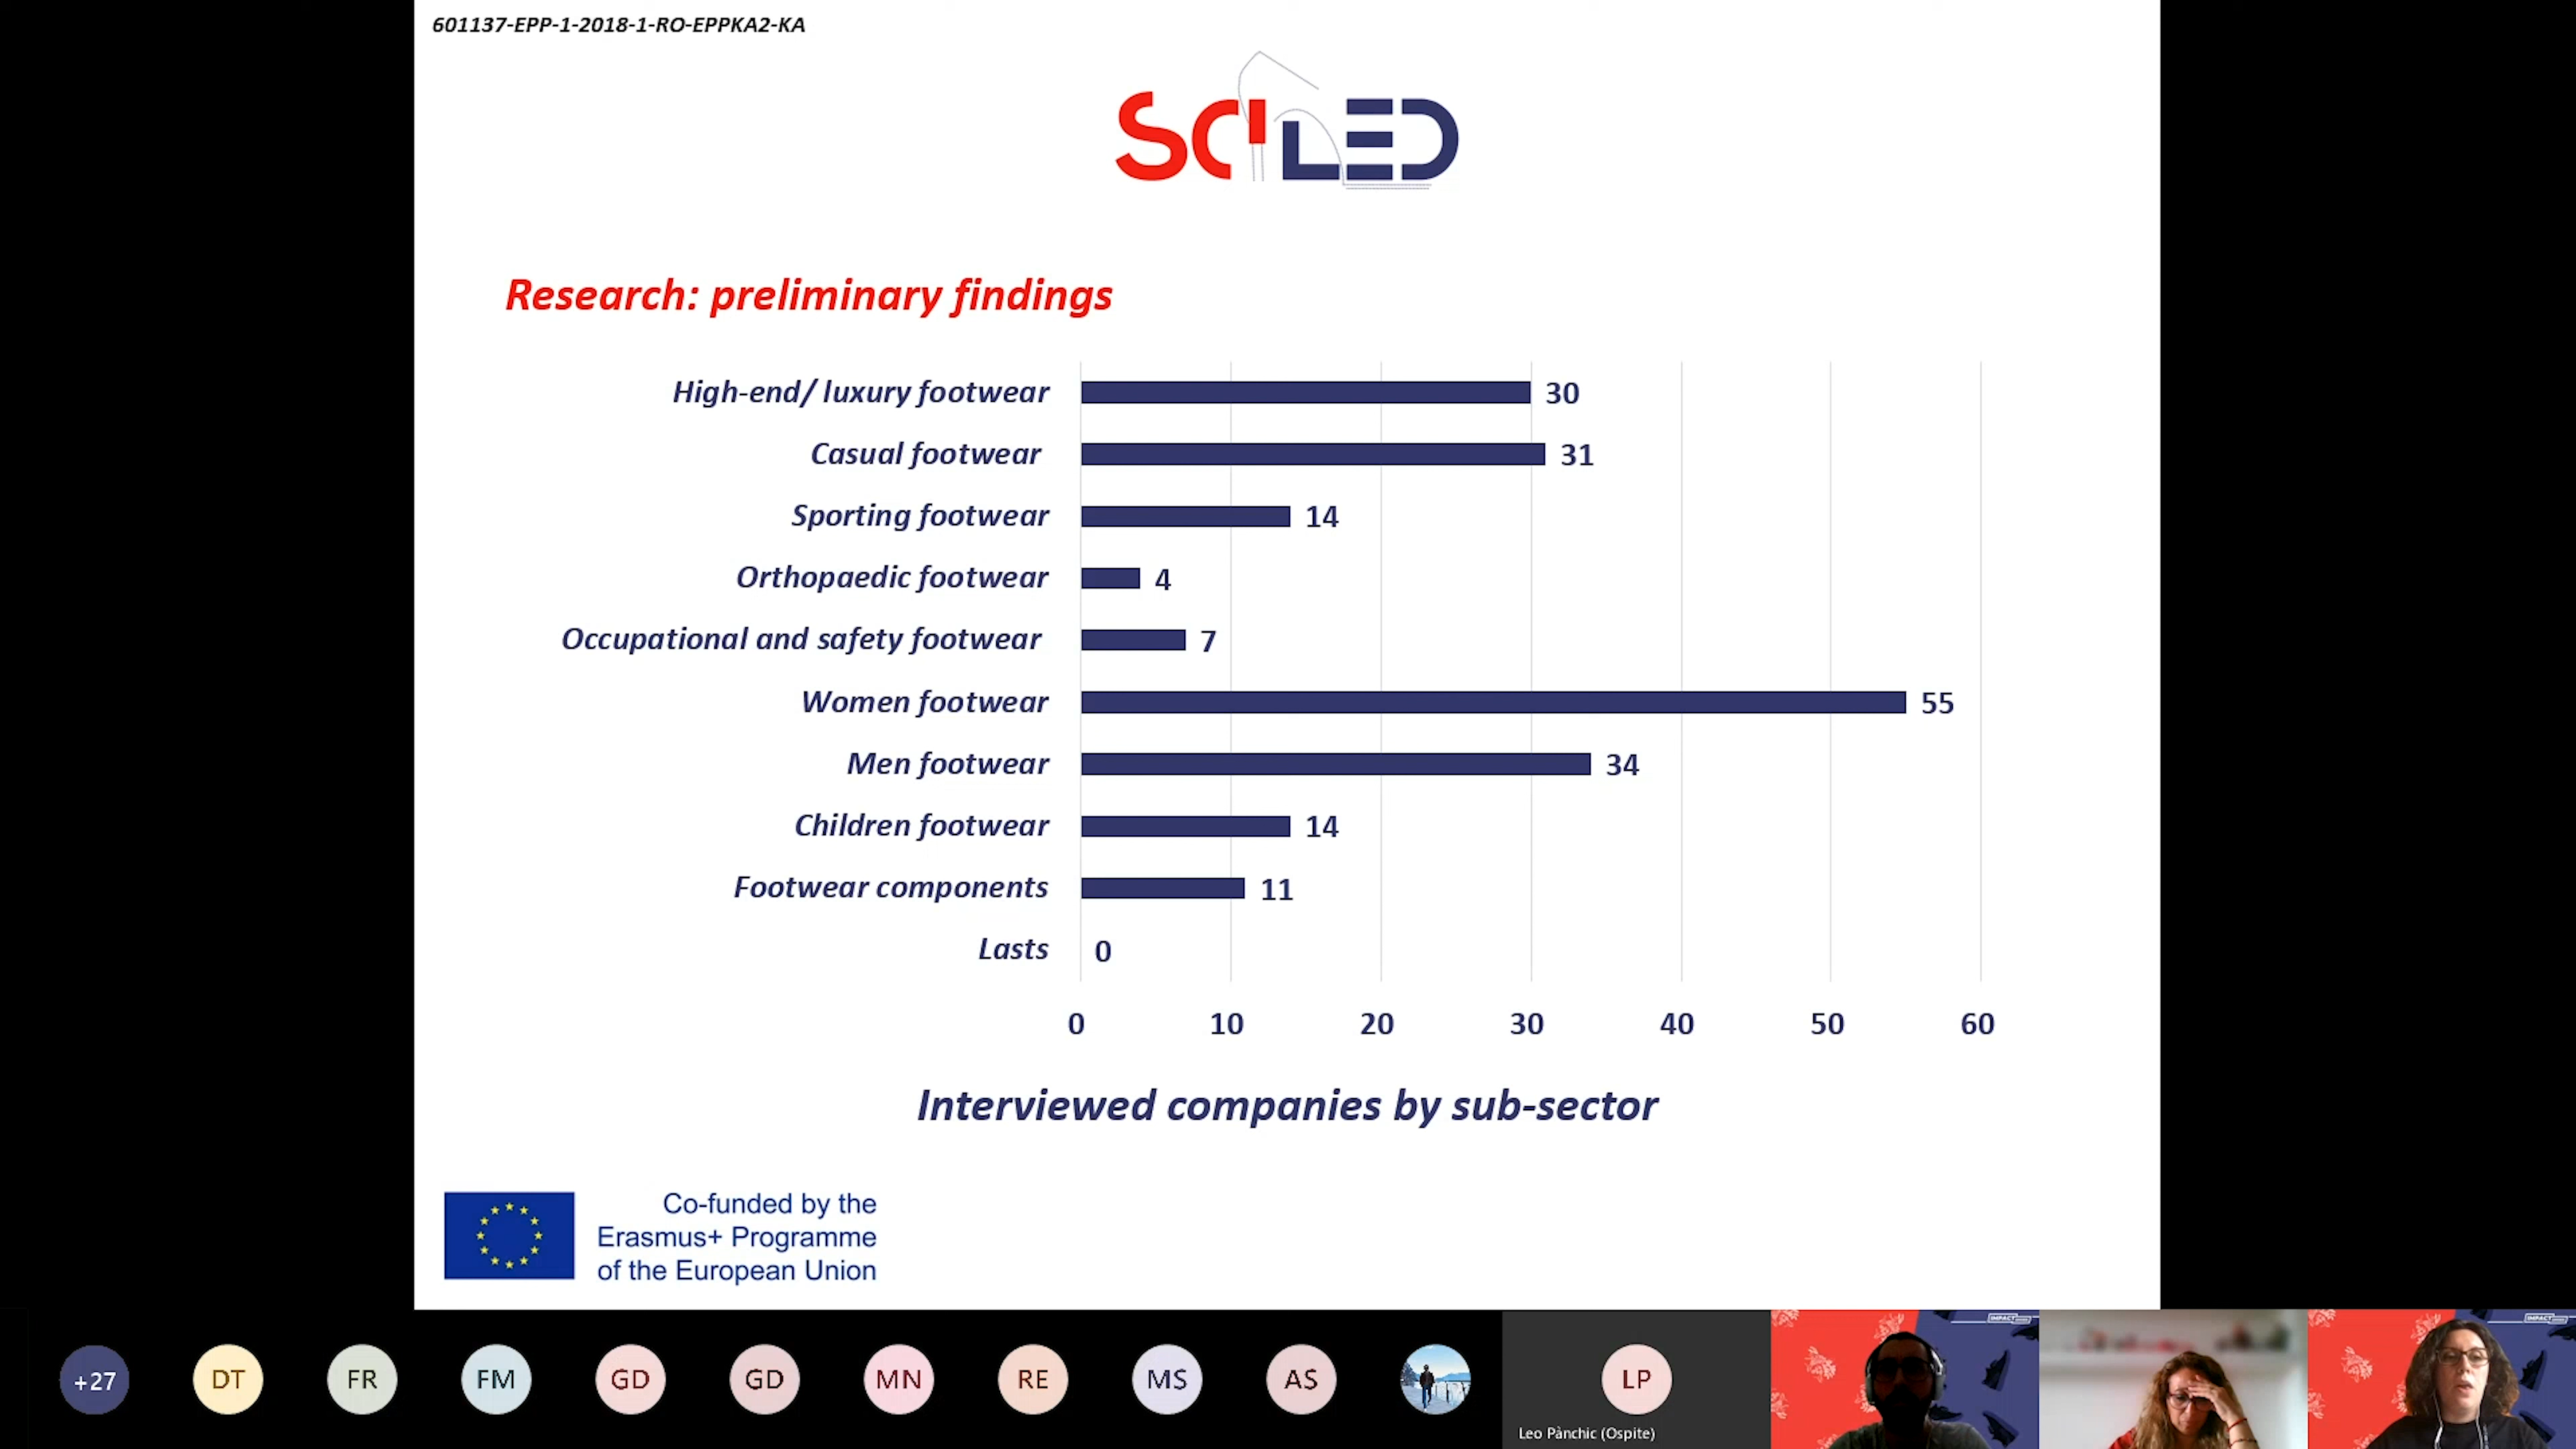 601137-EPP-1-2018-1-RO-EPPKA2-KA
SCILED
Research: preliminary findings
High-end/ luxury footwear 30
Casual footwear 31
Sporting footwear 14
Orthopaedic footwear 4
Occupational and safety footwear 7
Women footwear 55
Men footwear 34
Children footwear 14
Footwear components 11
Lasts 0
0 10 20 30 40 50 60
Interviewed companies by sub-sector
Co-funded by the
Erasmus+ Programme
of the European Union
+27 DT FR FM GD GD MN RE MS AS LP
Leo Pànchic (Ospite)
IMPACT
IMPACT